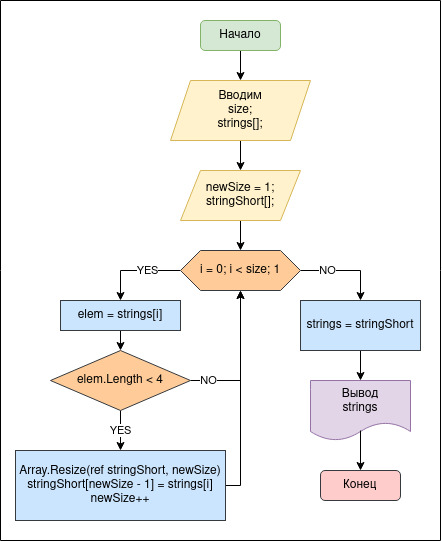 Начало
Вводим
size;
strings[];
newSize = 1;
stringShort[];
i = 0; i < size; 1
YES
NO
elem = strings[i]
strings = stringShort
elem.Length < 4
NO
YES
Вывод
strings
Array.Resize(ref stringShort, newSize)
stringShort[newSize - 1] = strings[i]
newSize++
Конец